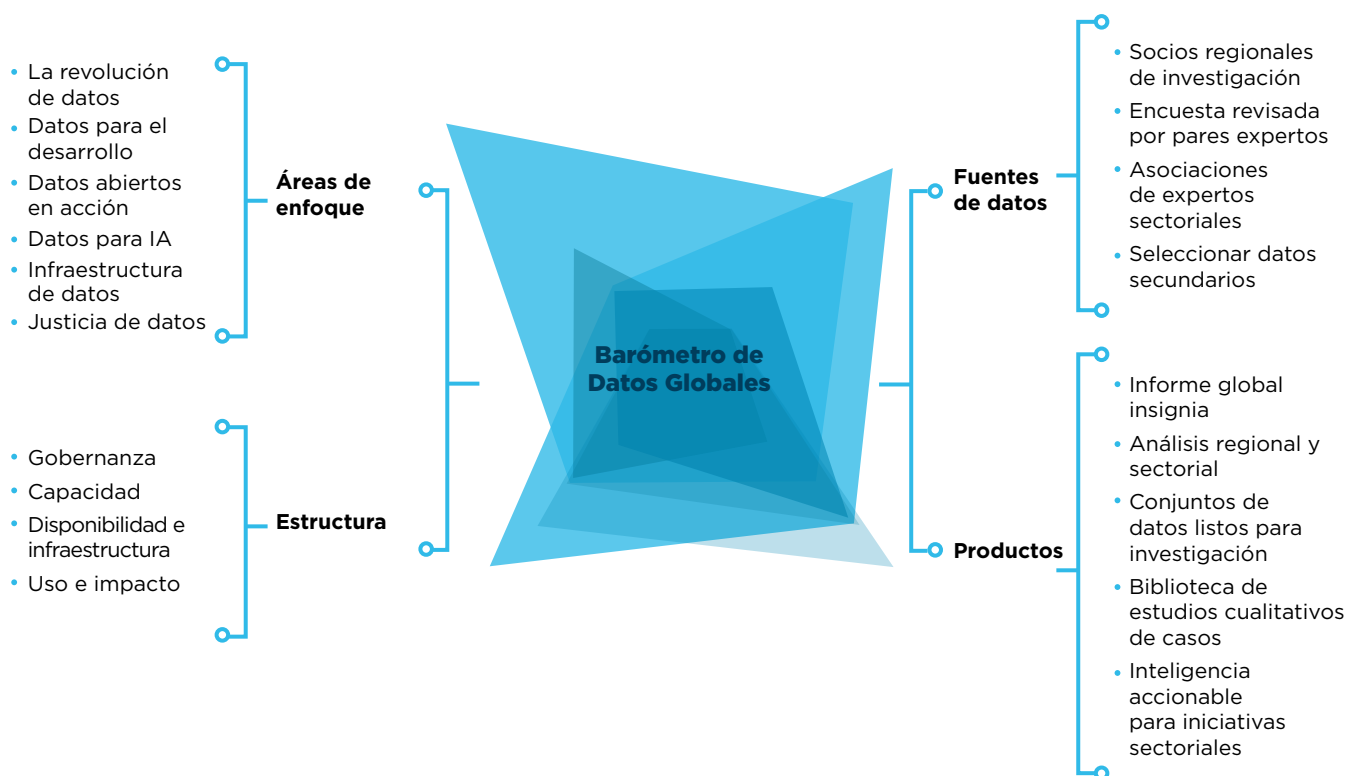 • La revolución
de datos
• Datos para el
desarrollo
• Datos abiertos
en acción
• Datos para IA
• Infraestructura
de datos
• Justicia de datos
Áreas de
enfoque
• Gobernanza
• Capacidad
• Disponibilidad e
infraestructura
• Uso e impacto
Estructura
Barómetro de
Datos Globales
Fuentes
de datos
• Socios regionales
de investigación
• Encuesta revisada
por pares expertos
• Asociaciones
de expertos
sectoriales
• Seleccionar datos
secundarios
Productos
• Informe global
insignia
• Análisis regional y
sectorial
• Conjuntos de
datos listos para
investigación
• Biblioteca de
estudios cualitativos
de casos
• Inteligencia
accionable
para iniciativas
sectoriales